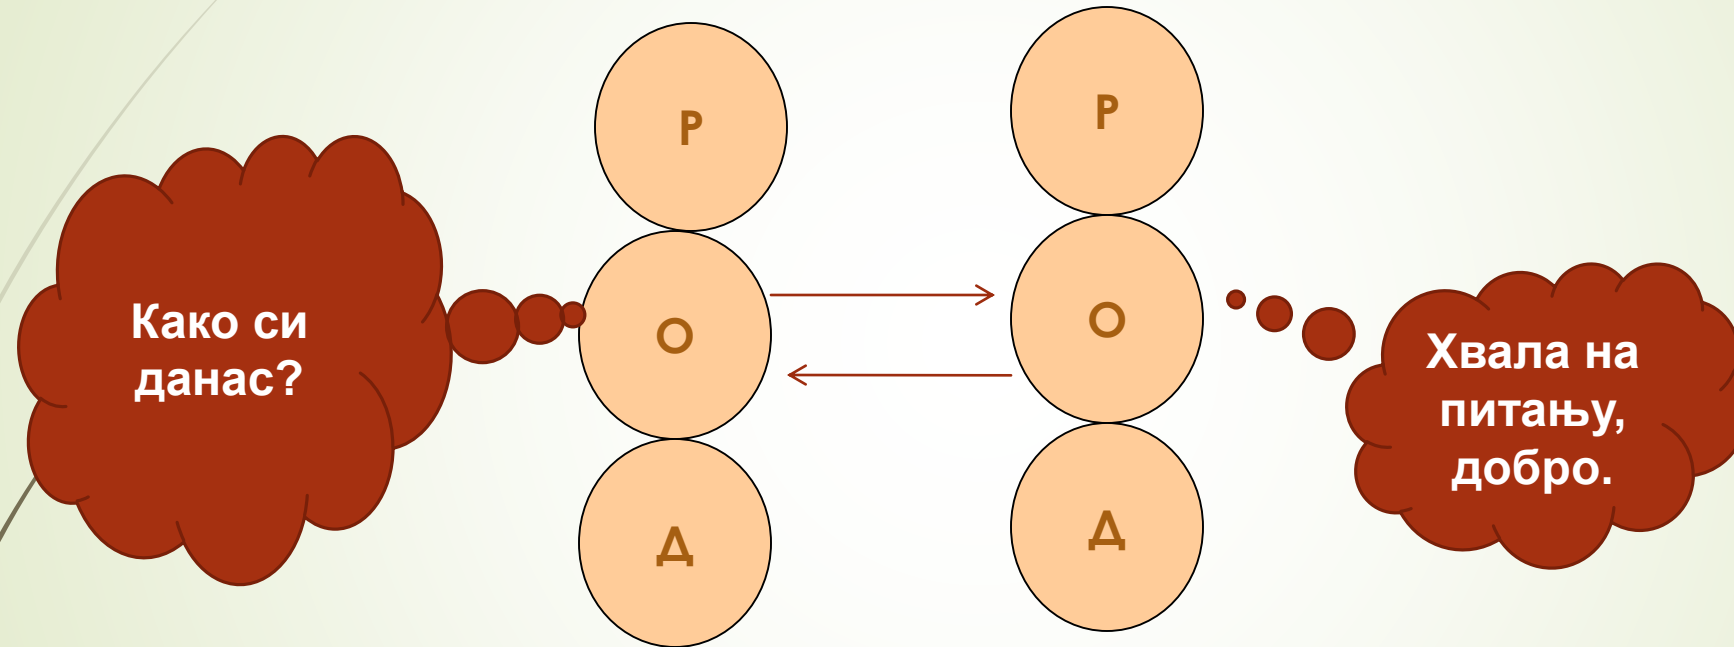 Како си
данас?
Р
О
Д
Р
О
Д
Хвала на
питању,
добро.